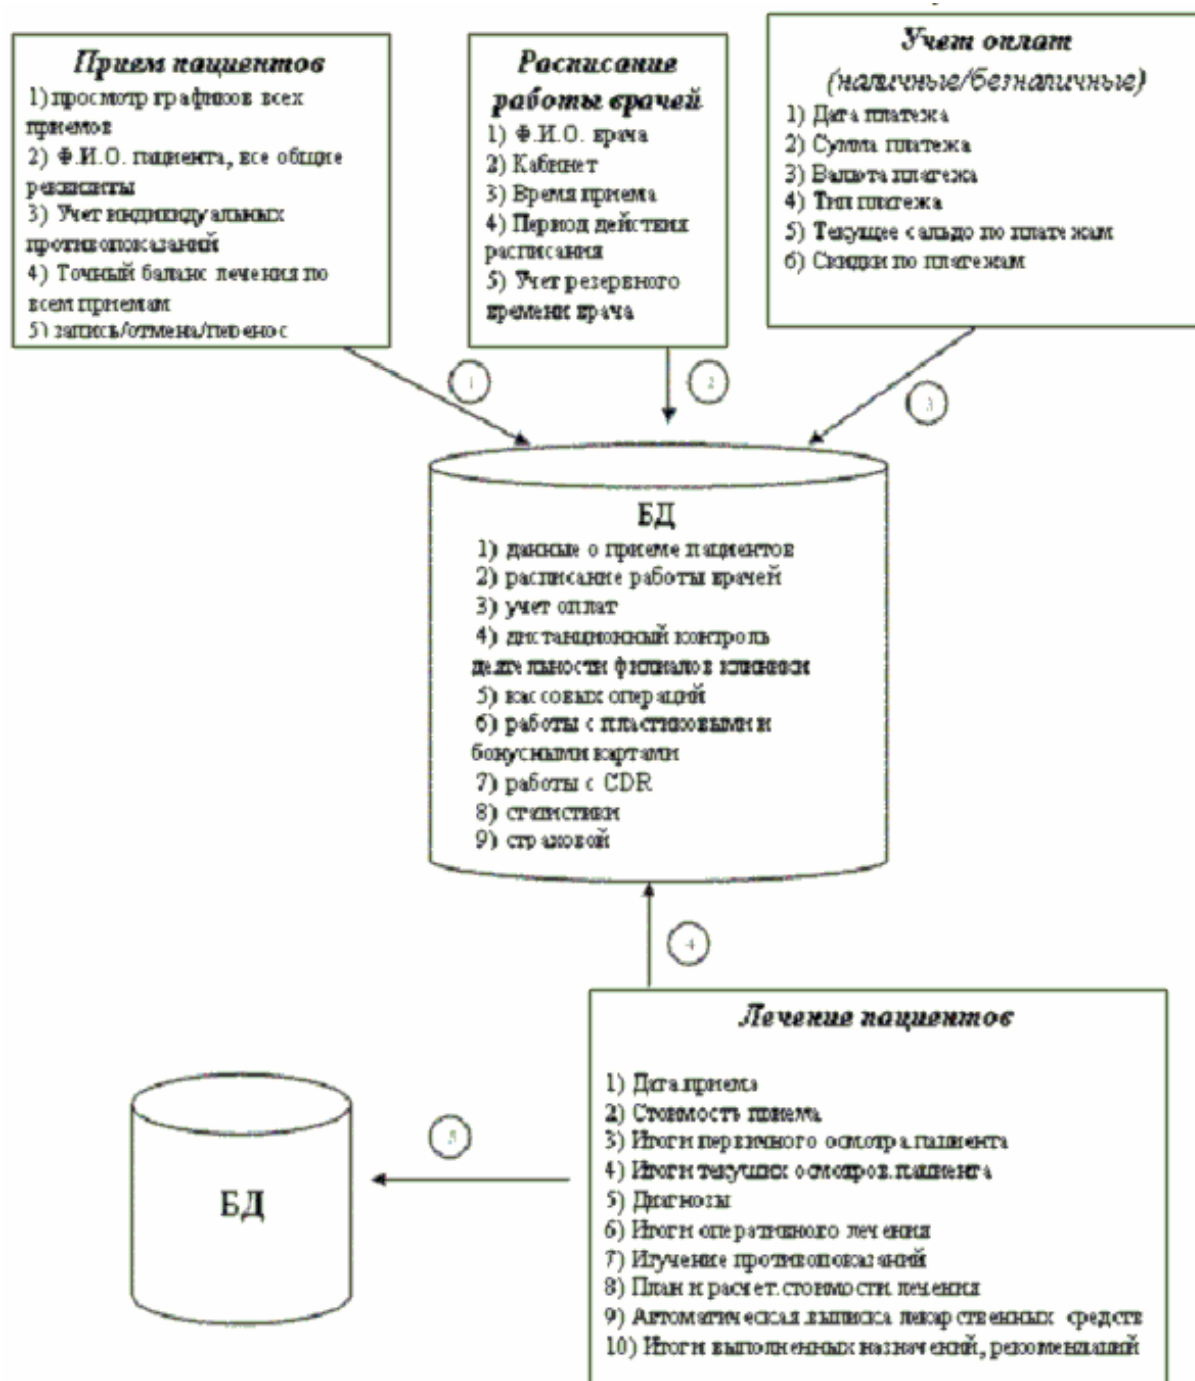 Прием пациентов
1) просмотр графиков всех
приемов
2) Ф.И.О. пациента, все общие
реквизиты
3) Учет индивидуальных
противопоказаний
4) Точный баланс лечения по
всем приемам
5) запись/отмена/перенос
Расписание
работы врачей
1) Ф.И.О. врача
2) Кабинет
3) Время приема
4) Период действия
расписания
5) Учет резервного
времени врача
Учет оплат
(наличные/безналичные)
1) Дата платежа
2) Сумма платежа
3) Валюта платежа
4) Тип платежа
5) Текущее сальдо по платежам
6) Скидки по платежам
1
2
3
БД
1) данные о приеме пациентов
2) расписание работы врачей
3) учет оплат
4) дистанционный контроль
деятельности филиалов клиники
5) кассовых операций
6) работы с пластиковыми и
бонусными картами
7) работы с CDR
8) статистики
9) страховой
4
Лечение пациентов
1) Дата приема
2) Стоимость приема
3) Итоги первичного осмотра пациента
4) Итоги текущих осмотров пациента
5) Диагнозы
6) Итоги оперативного лечения
7) Изучение противопоказаний
8) План и расчет стоимости лечения
9) Автоматическая выписка лекарственных средств
10) Итоги выполненных назначений, рекомендаций
5
БД